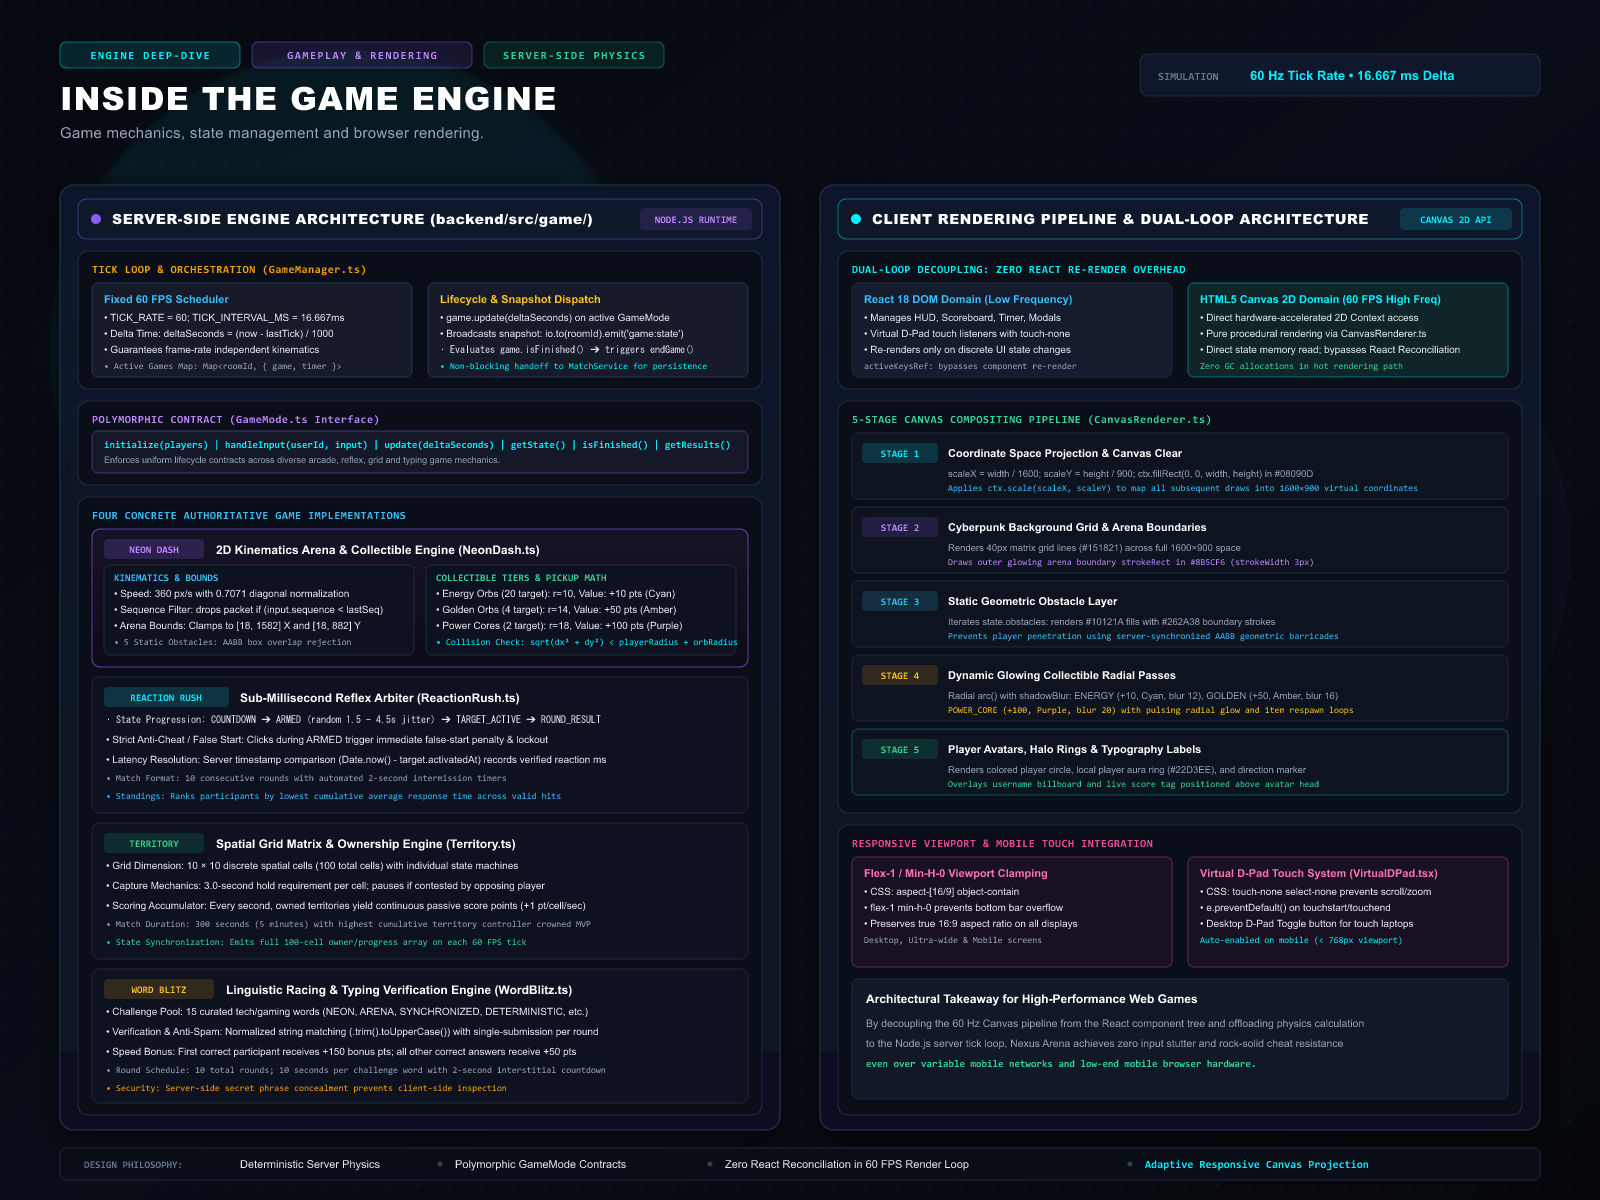 ENGINE DEEP-DIVE
GAMEPLAY & RENDERING
SERVER-SIDE PHYSICS
INSIDE THE GAME ENGINE
Game mechanics, state management and browser rendering.
SIMULATION 60 Hz Tick Rate • 16.667 ms Delta
SERVER-SIDE ENGINE ARCHITECTURE (backend/src/game/)
NODE.JS RUNTIME
TICK LOOP & ORCHESTRATION (GameManager.ts)
Fixed 60 FPS Scheduler
• TICK_RATE = 60; TICK_INTERVAL_MS = 16.667ms
• Delta Time: deltaSeconds = (now - lastTick) / 1000
• Guarantees frame-rate independent kinematics
• Active Games Map: Map<roomId, { game, timer }>
Lifecycle & Snapshot Dispatch
• game.update(deltaSeconds) on active GameMode
• Broadcasts snapshot: io.to(roomId).emit('game:state')
· Evaluates game.isFinished() → triggers endGame()
• Non-blocking handoff to MatchService for persistence
POLYMORPHIC CONTRACT (GameMode.ts Interface)
initialize(players) | handleInput(userId, input) | update(deltaSeconds) | getState() | isFinished() | getResults()
Enforces uniform lifecycle contracts across diverse arcade, reflex, grid and typing game mechanics.
FOUR CONCRETE AUTHORITATIVE GAME IMPLEMENTATIONS
NEON DASH
2D Kinematics Arena & Collectible Engine (NeonDash.ts)
KINEMATICS & BOUNDS
• Speed: 360 px/s with 0.7071 diagonal normalization
• Sequence Filter: drops packet if (input.sequence < lastSeq)
• Arena Bounds: Clamps to [18, 1582] X and [18, 882] Y
• 5 Static Obstacles: AABB box overlap rejection
COLLECTIBLE TIERS & PICKUP MATH
• Energy Orbs (20 target): r=10, Value: +10 pts (Cyan)
• Golden Orbs (4 target): r=14, Value: +50 pts (Amber)
• Power Cores (2 target): r=18, Value: +100 pts (Purple)
• Collision Check: sqrt(dx² + dy²) < playerRadius + orbRadius
REACTION RUSH
Sub-Millisecond Reflex Arbiter (ReactionRush.ts)
· State Progression: COUNTDOWN → ARMED (random 1.5 – 4.5s jitter) → TARGET_ACTIVE → ROUND_RESULT
• Strict Anti-Cheat / False Start: Clicks during ARMED trigger immediate false-start penalty & lockout
• Latency Resolution: Server timestamp comparison (Date.now() - target.activatedAt) records verified reaction ms
• Match Format: 10 consecutive rounds with automated 2-second intermission timers
• Standings: Ranks participants by lowest cumulative average response time across valid hits
TERRITORY
Spatial Grid Matrix & Ownership Engine (Territory.ts)
• Grid Dimension: 10 × 10 discrete spatial cells (100 total cells) with individual state machines
• Capture Mechanics: 3.0-second hold requirement per cell; pauses if contested by opposing player
• Scoring Accumulator: Every second, owned territories yield continuous passive score points (+1 pt/cell/sec)
• Match Duration: 300 seconds (5 minutes) with highest cumulative territory controller crowned MVP
• State Synchronization: Emits full 100-cell owner/progress array on each 60 FPS tick
WORD BLITZ
Linguistic Racing & Typing Verification Engine (WordBlitz.ts)
• Challenge Pool: 15 curated tech/gaming words (NEON, ARENA, SYNCHRONIZED, DETERMINISTIC, etc.)
• Verification & Anti-Spam: Normalized string matching (.trim().toUpperCase()) with single-submission per round
• Speed Bonus: First correct participant receives +150 bonus pts; all other correct answers receive +50 pts
• Round Schedule: 10 total rounds; 10 seconds per challenge word with 2-second interstitial countdown
• Security: Server-side secret phrase concealment prevents client-side inspection
CLIENT RENDERING PIPELINE & DUAL-LOOP ARCHITECTURE
CANVAS 2D API
DUAL-LOOP DECOUPLING: ZERO REACT RE-RENDER OVERHEAD
React 18 DOM Domain (Low Frequency)
• Manages HUD, Scoreboard, Timer, Modals
• Virtual D-Pad touch listeners with touch-none
• Re-renders only on discrete UI state changes
activeKeysRef: bypasses component re-render
HTML5 Canvas 2D Domain (60 FPS High Freq)
• Direct hardware-accelerated 2D Context access
• Pure procedural rendering via CanvasRenderer.ts
• Direct state memory read; bypasses React Reconciliation
Zero GC allocations in hot rendering path
5-STAGE CANVAS COMPOSITING PIPELINE (CanvasRenderer.ts)
STAGE 1
Coordinate Space Projection & Canvas Clear
scaleX = width / 1600; scaleY = height / 900; ctx.fillRect(0, 0, width, height) in #08090D
Applies ctx.scale(scaleX, scaleY) to map all subsequent draws into 1600×900 virtual coordinates
STAGE 2
Cyberpunk Background Grid & Arena Boundaries
Renders 40px matrix grid lines (#151821) across full 1600×900 space
Draws outer glowing arena boundary strokeRect in #8B5CF6 (strokeWidth 3px)
STAGE 3
Static Geometric Obstacle Layer
Iterates state.obstacles: renders #10121A fills with #262A38 boundary strokes
Prevents player penetration using server-synchronized AABB geometric barricades
STAGE 4
Dynamic Glowing Collectible Radial Passes
Radial arc() with shadowBlur: ENERGY (+10, Cyan, blur 12), GOLDEN (+50, Amber, blur 16)
POWER_CORE (+100, Purple, blur 20) with pulsing radial glow and item respawn loops
STAGE 5
Player Avatars, Halo Rings & Typography Labels
Renders colored player circle, local player aura ring (#22D3EE), and direction marker
Overlays username billboard and live score tag positioned above avatar head
RESPONSIVE VIEWPORT & MOBILE TOUCH INTEGRATION
Flex-1 / Min-H-0 Viewport Clamping
• CSS: aspect-[16/9] object-contain
• flex-1 min-h-0 prevents bottom bar overflow
• Preserves true 16:9 aspect ratio on all displays
Desktop, Ultra-wide & Mobile screens
Virtual D-Pad Touch System (VirtualDPad.tsx)
• CSS: touch-none select-none prevents scroll/zoom
• e.preventDefault() on touchstart/touchend
• Desktop D-Pad Toggle button for touch laptops
Auto-enabled on mobile (< 768px viewport)
Architectural Takeaway for High-Performance Web Games
By decoupling the 60 Hz Canvas pipeline from the React component tree and offloading physics calculation
to the Node.js server tick loop, Nexus Arena achieves zero input stutter and rock-solid cheat resistance
even over variable mobile networks and low-end mobile browser hardware.
DESIGN PHILOSOPHY: Deterministic Server Physics • Polymorphic GameMode Contracts • Zero React Reconciliation in 60 FPS Render Loop • Adaptive Responsive Canvas Projection